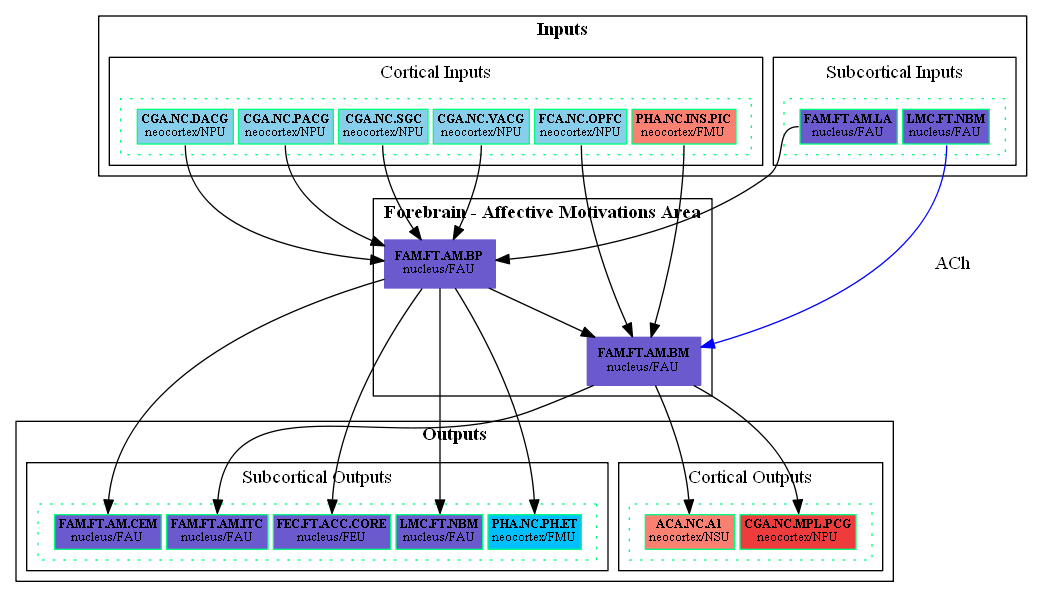 Inputs
Cortical Inputs
Subcortical Inputs
CGA.NC.DACG
neocortex/NPU
CGA.NC.PACG
neocortex/NPU
CGA.NC.SGC
neocortex/NPU
CGA.NC.VACG
neocortex/NPU
FCA.NC.OPFC
neocortex/NPU
PHA.NC.INS.PIC
neocortex/FMU
FAM.FT.AM.LA
nucleus/FAU
LMC.FT.NBM
nucleus/FAU
Forebrain - Affective Motivations Area
FAM.FT.AM.BP
nucleus/FAU
ACh
FAM.FT.AM.BM
nucleus/FAU
Outputs
Subcortical Outputs
Cortical Outputs
FAM.FT.AM.CEM
nucleus/FAU
FAM.FT.AM.ITC
nucleus/FAU
FEC.FT.ACC.CORE
nucleus/FEU
LMC.FT.NBM
nucleus/FAU
PHA.NC.PH.ET
neocortex/FMU
ACA.NC.A1
neocortex/NSU
CGA.NC.MPL.PCG
neocortex/NPU